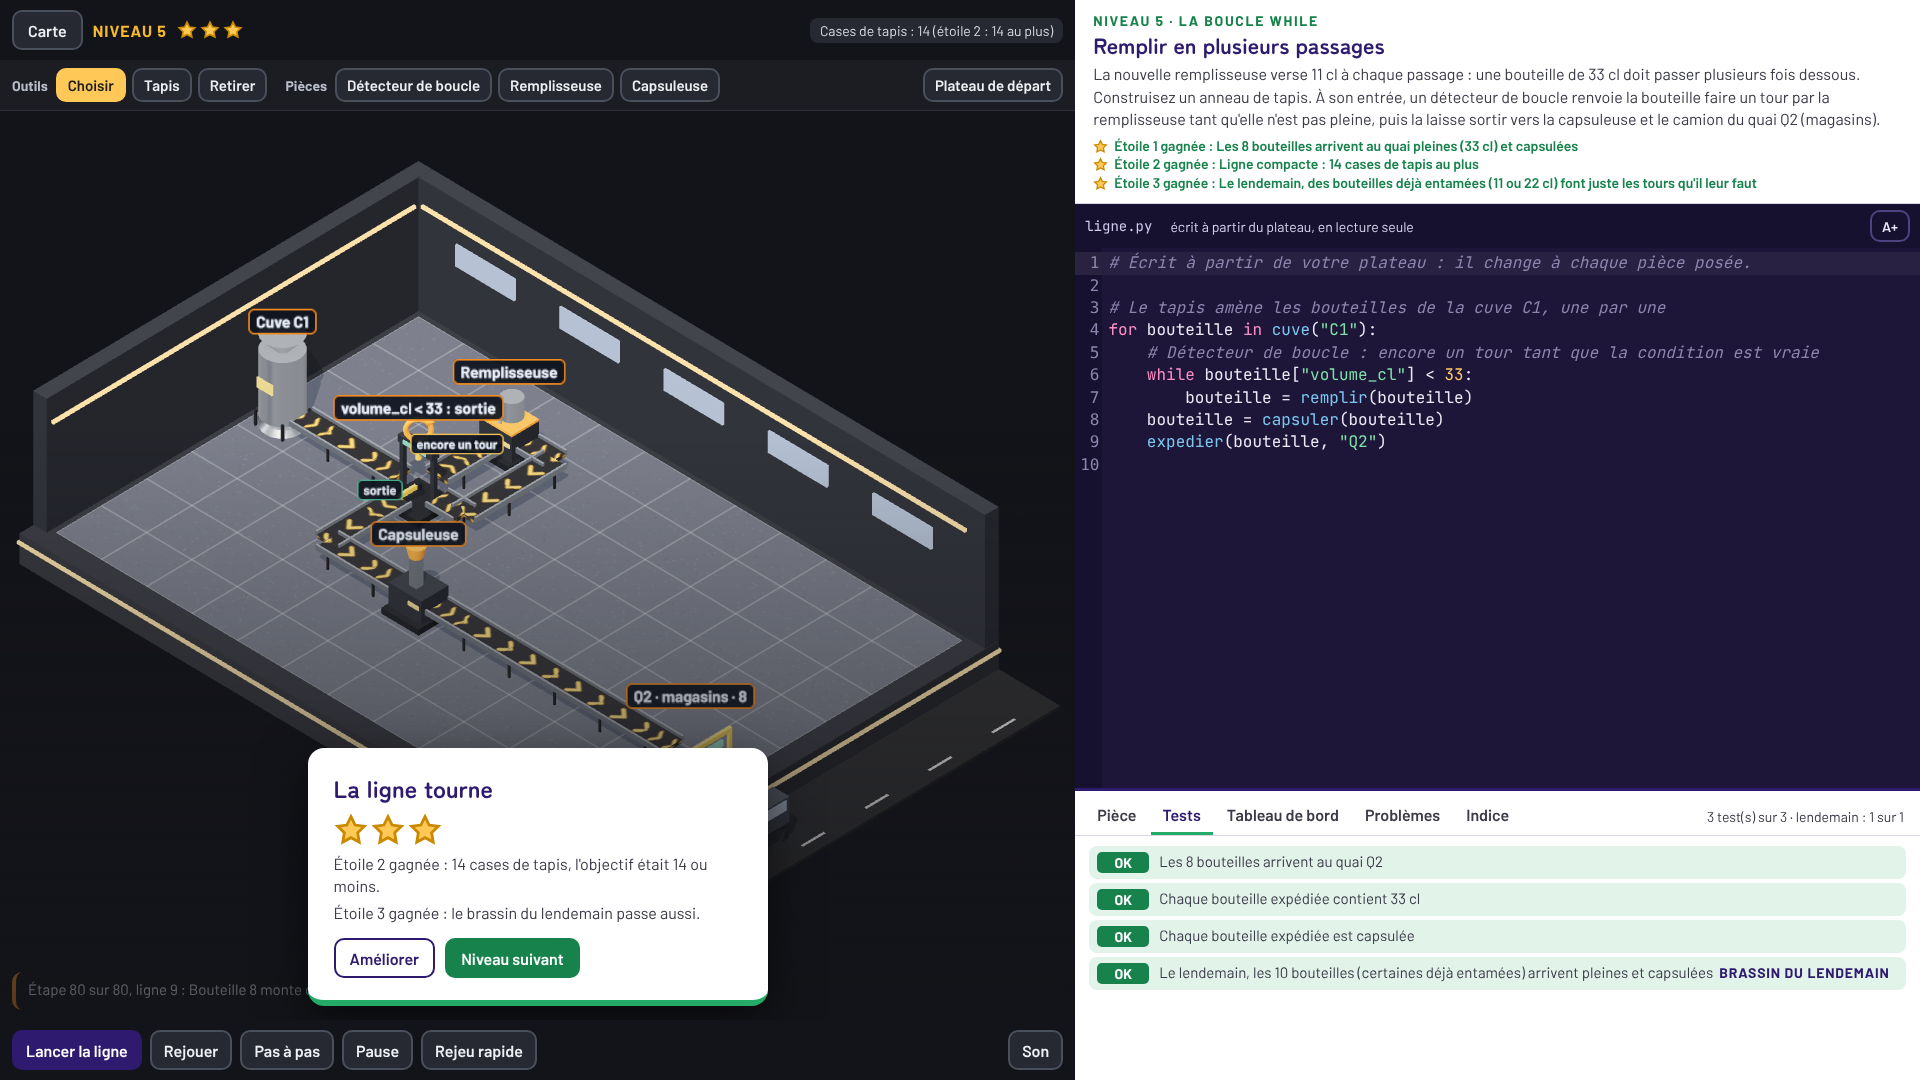 Carte
NIVEAU 5
Cases de tapis : 14 (étoile 2 : 14 au plus)
Outils
Choisir
Tapis
Retirer
Pièces
Détecteur de boucle
Remplisseuse
Capsuleuse
Plateau de départ
Cuve C1
Remplisseuse
volume_cl < 33 : sortie
encore un tour
sortie
Capsuleuse
Q2 · magasins · 8
La ligne tourne
Étoile 2 gagnée : 14 cases de tapis, l'objectif était 14 ou
moins.
Étoile 3 gagnée : le brassin du lendemain passe aussi.
Améliorer
Niveau suivant
Étape 80 sur 80, ligne 9 : Bouteille 8 monte
Lancer la ligne
Rejouer
Pas à pas
Pause
Rejeu rapide
Son
NIVEAU 5 · LA BOUCLE WHILE
Remplir en plusieurs passages
La nouvelle remplisseuse verse 11 cl à chaque passage : une bouteille de 33 cl doit passer plusieurs fois dessous.
Construisez un anneau de tapis. À son entrée, un détecteur de boucle renvoie la bouteille faire un tour par la
remplisseuse tant qu'elle n'est pas pleine, puis la laisse sortir vers la capsuleuse et le camion du quai Q2 (magasins).
Étoile 1 gagnée : Les 8 bouteilles arrivent au quai pleines (33 cl) et capsulées
Étoile 2 gagnée : Ligne compacte : 14 cases de tapis au plus
Étoile 3 gagnée : Le lendemain, des bouteilles déjà entamées (11 ou 22 cl) font juste les tours qu'il leur faut
ligne.py
écrit à partir du plateau, en lecture seule
A+
1 # Écrit à partir de votre plateau : il change à chaque pièce posée.
2
3 # Le tapis amène les bouteilles de la cuve C1, une par une
4 for bouteille in cuve("C1"):
5     # Détecteur de boucle : encore un tour tant que la condition est vraie
6     while bouteille["volume_cl"] < 33:
7         bouteille = remplir(bouteille)
8     bouteille = capsuler(bouteille)
9     expedier(bouteille, "Q2")
10
Pièce
Tests
Tableau de bord
Problèmes
Indice
3 test(s) sur 3 · lendemain : 1 sur 1
OK Les 8 bouteilles arrivent au quai Q2
OK Chaque bouteille expédiée contient 33 cl
OK Chaque bouteille expédiée est capsulée
OK Le lendemain, les 10 bouteilles (certaines déjà entamées) arrivent pleines et capsulées BRASSIN DU LENDEMAIN